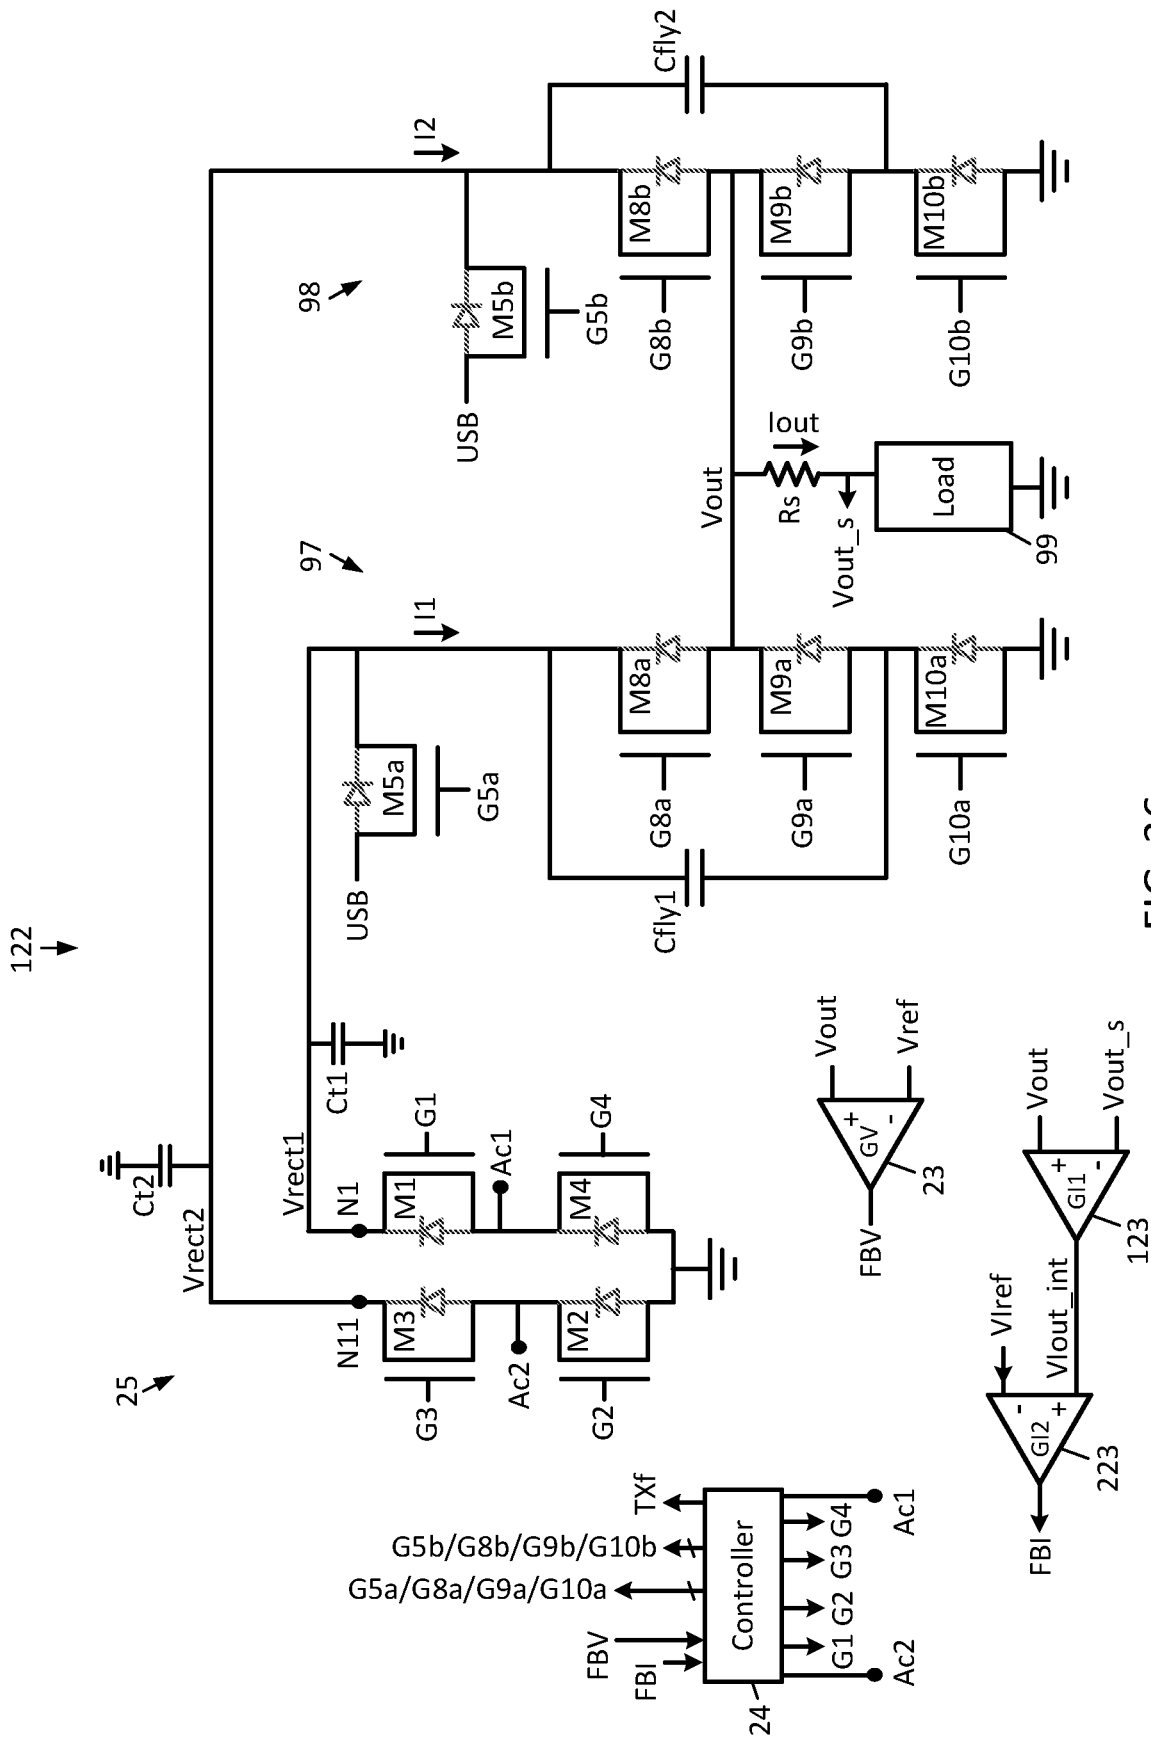 122
25
Vrect2
Ct2
Vrect1
Ct1
N11
N1
M3
M1
G3
G1
Ac2
Ac1
M2
M4
G2
G4
USB
M5a
G5a
97
I1
USB
M5b
G5b
98
I2
Cfly1
G8a
M8a
G9a
M9a
G10a
M10a
Vout
Rs
Iout
Vout_s
Load
99
G8b
M8b
G9b
M9b
G10b
M10b
Cfly2
FBI
FBV
G5a/G8a/G9a/G10a
G5b/G8b/G9b/G10b
TXf
Controller
24
Ac2
G1
G2
G3
G4
Ac1
FBV
GV
+
-
23
Vout
Vref
FBI
GI2
-
+
223
VIref
VIout_int
GI1
+
-
123
Vout
Vout_s